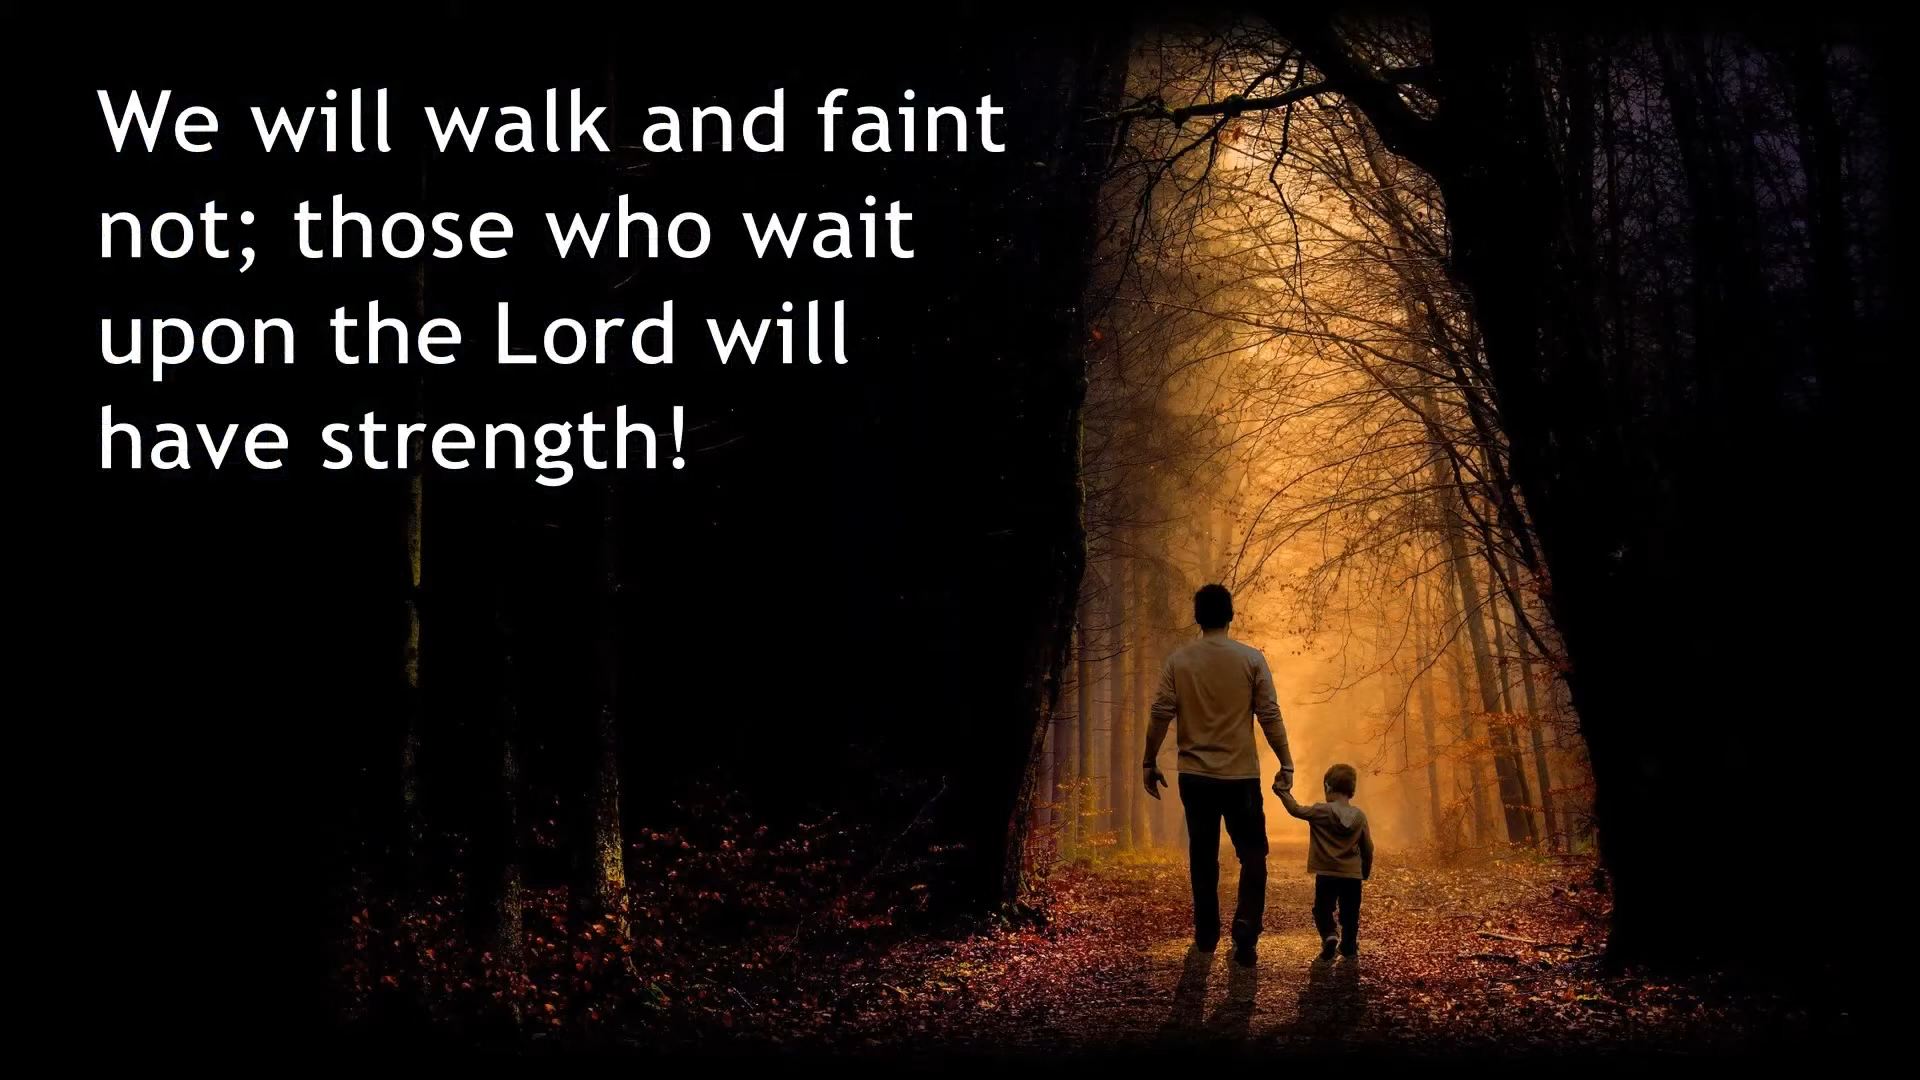 We will walk and faint
not; those who wait
upon the Lord will
have strength!